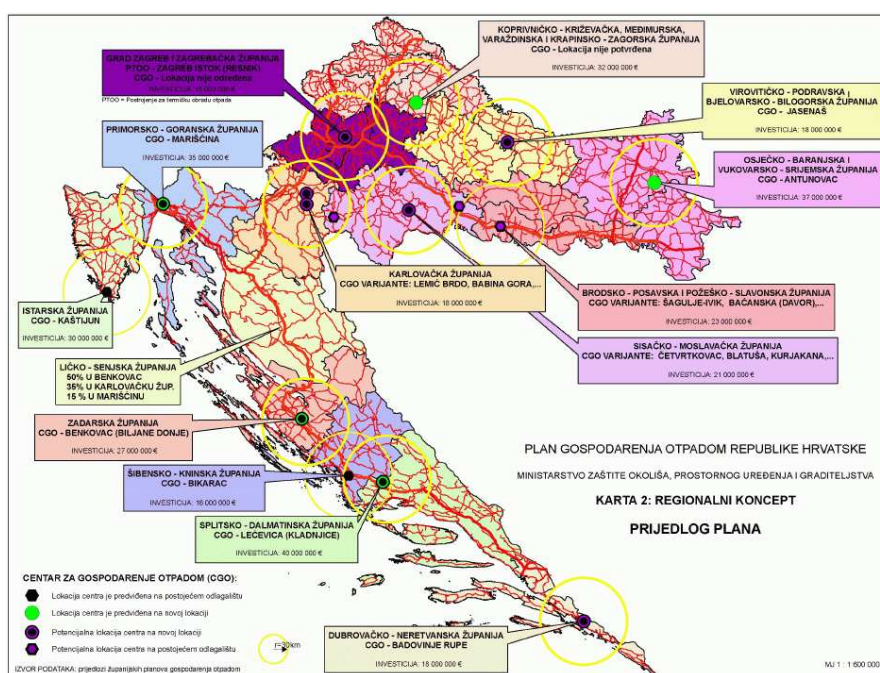 KOPRIVNIČKO - KRIŽEVAČKA, MEĐIMURSKA,
VARAŽDINSKA I KRAPINSKO - ZAGORSKA ŽUPANIJA
CGO - Lokacija nije potvrđena
INVESTICIJA: 32 000 000 €
GRAD ZAGREB I ZAGREBAČKA ŽUPANIJA
PTOO - ZAGREB ISTOK (RESNIK)
CGO - Lokacija nije određena
PTOO = Postrojenje za termičku obradu otpada
VIROVITIČKO - PODRAVSKA I
BJELOVARSKO - BILOGORSKA ŽUPANIJA
CGO - JASENAŠ
INVESTICIJA: 18 000 000 €
PRIMORSKO - GORANSKA ŽUPANIJA
CGO - MARIŠĆINA
INVESTICIJA: 35 000 000 €
OSJEČKO - BARANJSKA I
VUKOVARSKO - SRIJEMSKA ŽUPANIJA
CGO - ANTUNOVAC
INVESTICIJA: 37 000 000 €
KARLOVAČKA ŽUPANIJA
CGO VARIJANTE: LEMIĆ BRDO, BABINA GORA,...
INVESTICIJA: 18 000 000 €
BRODSKO - POSAVSKA I POŽEŠKO - SLAVONSKA ŽUPANIJA
CGO VARIJANTE: ŠAGULJE-IVIK, BAČANSKA (DAVOR),...
INVESTICIJA: 23 000 000 €
ISTARSKA ŽUPANIJA
CGO - KAŠTIJUN
INVESTICIJA: 30 000 000 €
SISAČKO - MOSLAVAČKA ŽUPANIJA
CGO VARIJANTE: ČETVRTKOVAC, BLATUŠA, KURJAKANA,...
INVESTICIJA: 21 000 000 €
LIČKO - SENJSKA ŽUPANIJA
50% U BENKOVAC
35% U KARLOVAČKU ŽUP.
15 % U MARIŠĆINU
ZADARSKA ŽUPANIJA
CGO - BENKOVAC (BILJANE DONJE)
INVESTICIJA: 27 000 000 €
PLAN GOSPODARENJA OTPADOM REPUBLIKE HRVATSKE
MINISTARSTVO ZAŠTITE OKOLIŠA, PROSTORNOG UREĐENJA I GRADITELJSTVA
KARTA 2: REGIONALNI KONCEPT
PRIJEDLOG PLANA
ŠIBENSKO - KNINSKA ŽUPANIJA
CGO - BIKARAC
INVESTICIJA: 16 000 000 €
SPLITSKO - DALMATINSKA ŽUPANIJA
CGO - LEĆEVICA (KLADNJICE)
INVESTICIJA: 40 000 000 €
CENTAR ZA GOSPODARENJE OTPADOM (CGO):
Lokacija centra je predviđena na postojećem odlagalištu
Lokacija centra je predviđena na novoj lokaciji
Potencijalna lokacija centra na novoj lokaciji
Potencijalna lokacija centra na postojećem odlagalištu
r=30km
DUBROVAČKO - NERETVANSKA ŽUPANIJA
CGO - BADOVINJE RUPE
INVESTICIJA: 18 000 000 €
IZVOR PODATAKA: prijedlozi županijskih planova gospodarenja otpadom
MJ 1 : 1 600 000